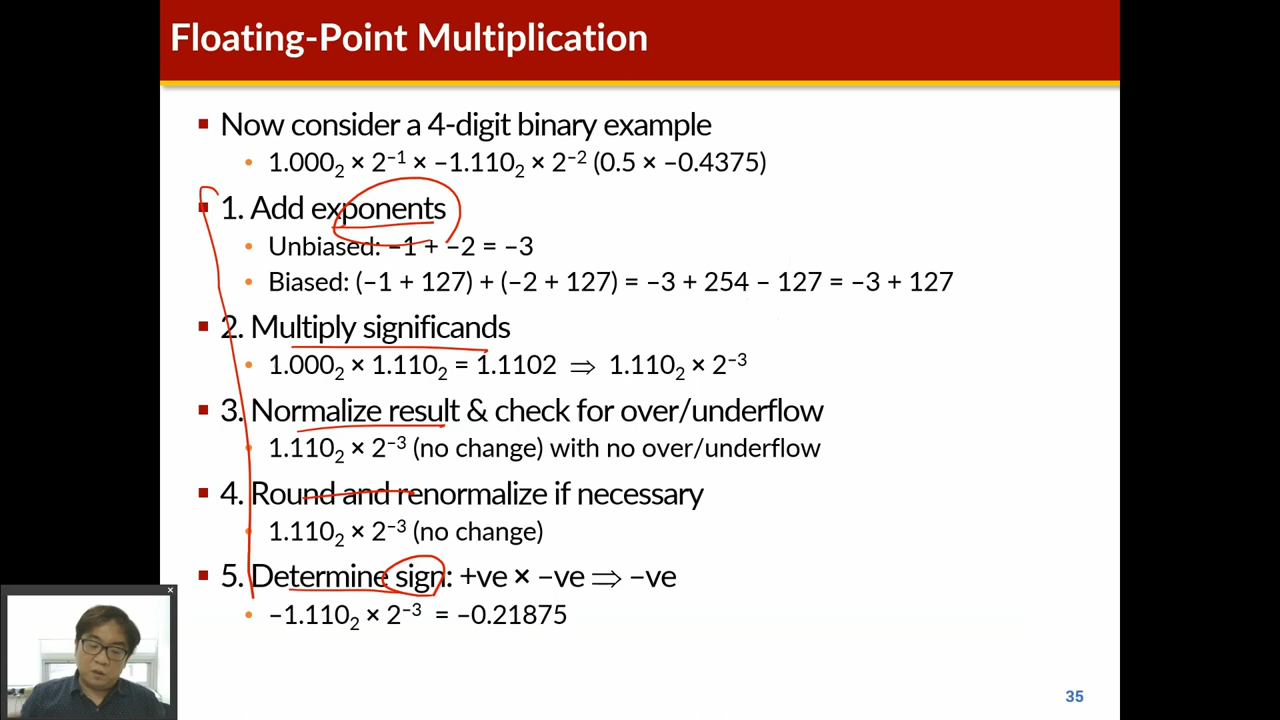 Floating-Point Multiplication
Now consider a 4-digit binary example
1.000₂ × 2⁻¹ × –1.110₂ × 2⁻² (0.5 × –0.4375)
1. Add exponents
Unbiased: –1 + –2 = –3
Biased: (–1 + 127) + (–2 + 127) = –3 + 254 – 127 = –3 + 127
2. Multiply significands
1.000₂ × 1.110₂ = 1.1102 ⇒ 1.110₂ × 2⁻³
3. Normalize result & check for over/underflow
1.110₂ × 2⁻³ (no change) with no over/underflow
4. Round and renormalize if necessary
1.110₂ × 2⁻³ (no change)
5. Determine sign: +ve × –ve ⇒ –ve
–1.110₂ × 2⁻³ = –0.21875
35